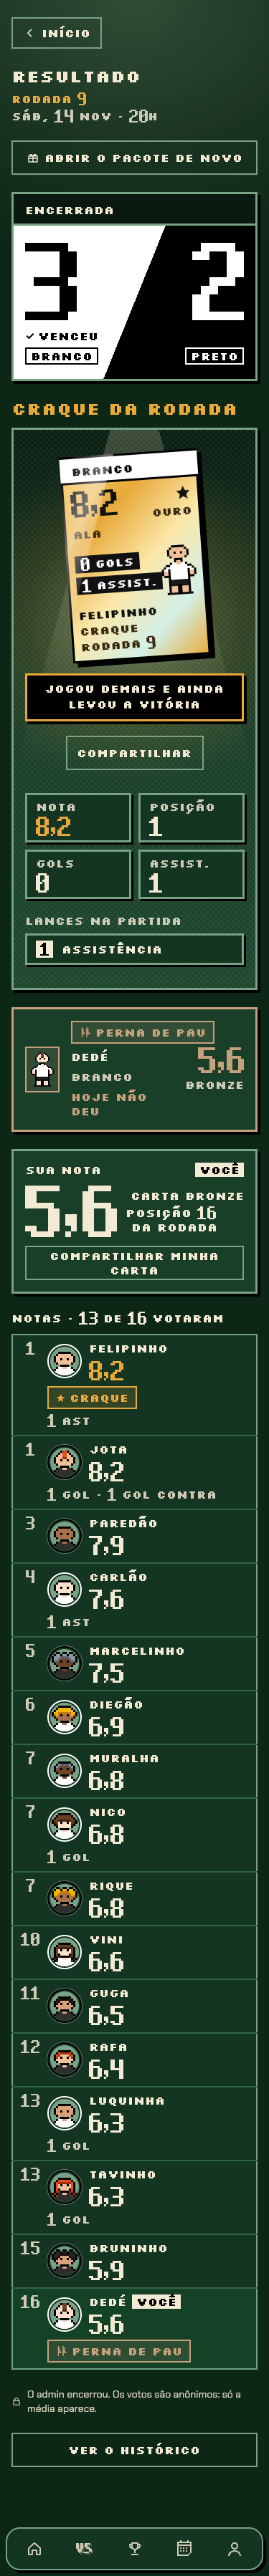 INÍCIO
RESULTADO
RODADA 9
SÁB, 14 NOV · 20H
ABRIR O PACOTE DE NOVO
ENCERRADA
3 2
✓ VENCEU
BRANCO PRETO
CRAQUE DA RODADA
BRANCO
8,2 ★
OURO
ALA
0 GOLS
1 ASSIST.
FELIPINHO
CRAQUE
RODADA 9
JOGOU DEMAIS E AINDA
LEVOU A VITÓRIA
COMPARTILHAR
NOTA POSIÇÃO
8,2 1
GOLS ASSIST.
0 1
LANCES NA PARTIDA
1 ASSISTÊNCIA
PERNA DE PAU
DEDÉ 5,6
BRANCO BRONZE
HOJE NÃO
DEU
SUA NOTA VOCÊ
5,6 CARTA BRONZE
POSIÇÃO 16
DA RODADA
COMPARTILHAR MINHA
CARTA
NOTAS · 13 DE 16 VOTARAM
1 FELIPINHO
8,2
★ CRAQUE
1 AST
1 JOTA
8,2
1 GOL · 1 GOL CONTRA
3 PAREDÃO
7,9
4 CARLÃO
7,6
1 AST
5 MARCELINHO
7,5
6 DIEGÃO
6,9
7 MURALHA
6,8
7 NICO
6,8
1 GOL
7 RIQUE
6,8
10 VINI
6,6
11 GUGA
6,5
12 RAFA
6,4
13 LUQUINHA
6,3
1 GOL
13 TAVINHO
6,3
1 GOL
15 BRUNINHO
5,9
16 DEDÉ VOCÊ
5,6
PERNA DE PAU
O admin encerrou. Os votos são anônimos: só a
média aparece.
VER O HISTÓRICO
VS